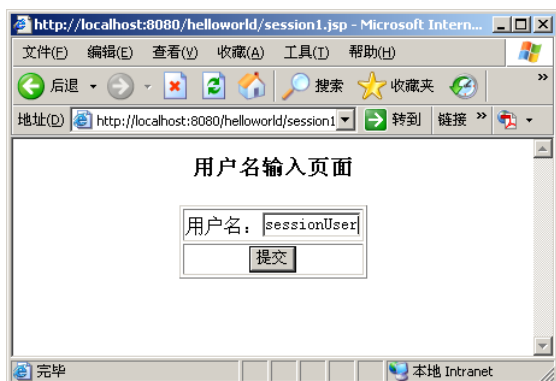 http://localhost:8080/helloworld/session1.jsp - Microsoft Intern...
文件(F) 编辑(E) 查看(V) 收藏(A) 工具(T) 帮助(H)
后退 搜索 收藏夹 »
地址(D) http://localhost:8080/helloworld/session1 转到 链接 »
用户名输入页面
用户名：sessionUser
提交
完毕 本地 Intranet